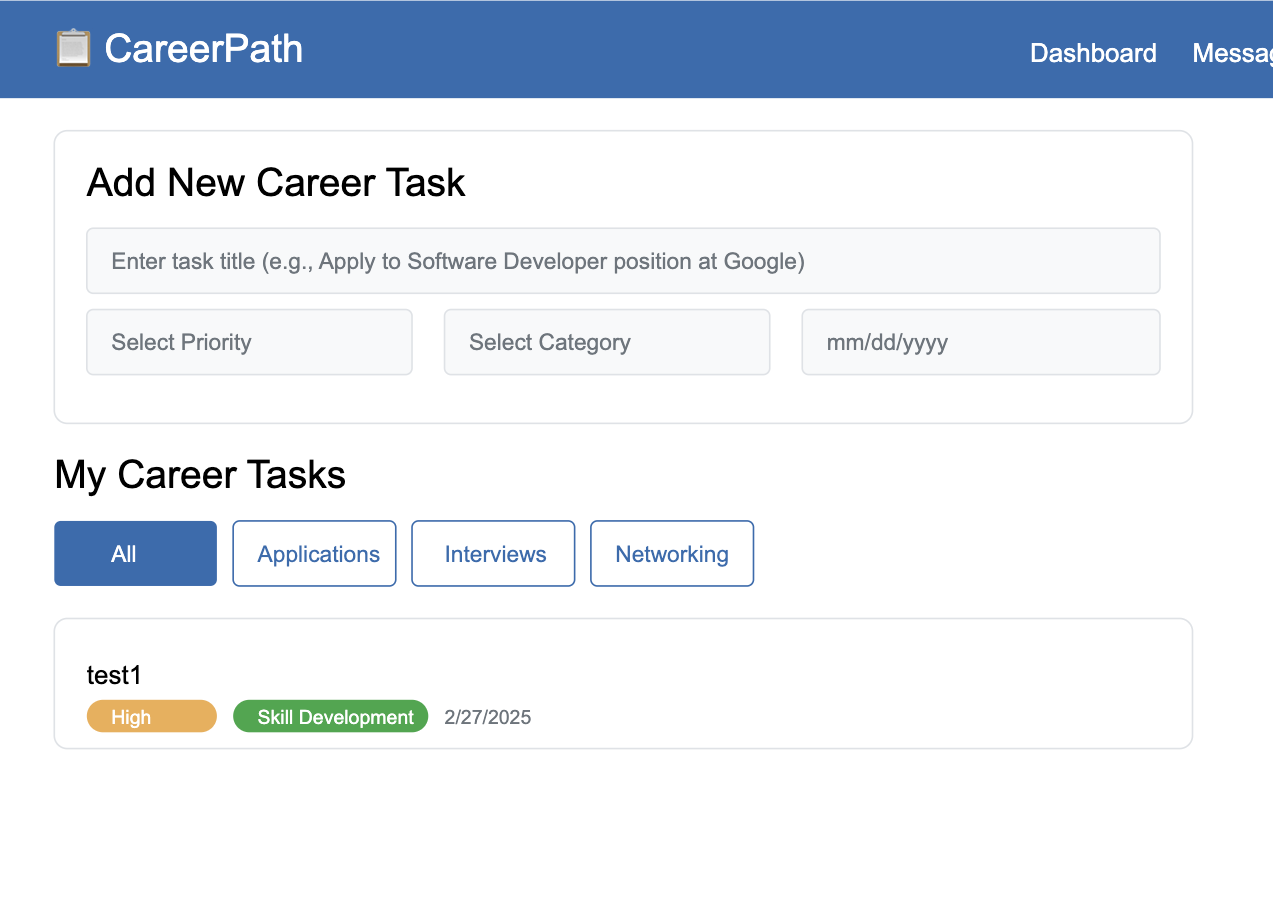 CareerPath
Dashboard Messag
Add New Career Task
Enter task title (e.g., Apply to Software Developer position at Google)
Select Priority Select Category mm/dd/yyyy
My Career Tasks
All Applications Interviews Networking
test1
High Skill Development 2/27/2025